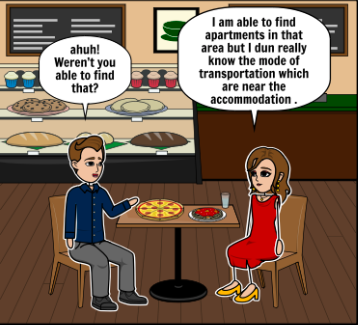 ahuh!
Weren't you
able to find
that?
I am able to find
apartments in that
area but I dun really
know the mode of
transportation which
are near the
accommodation .